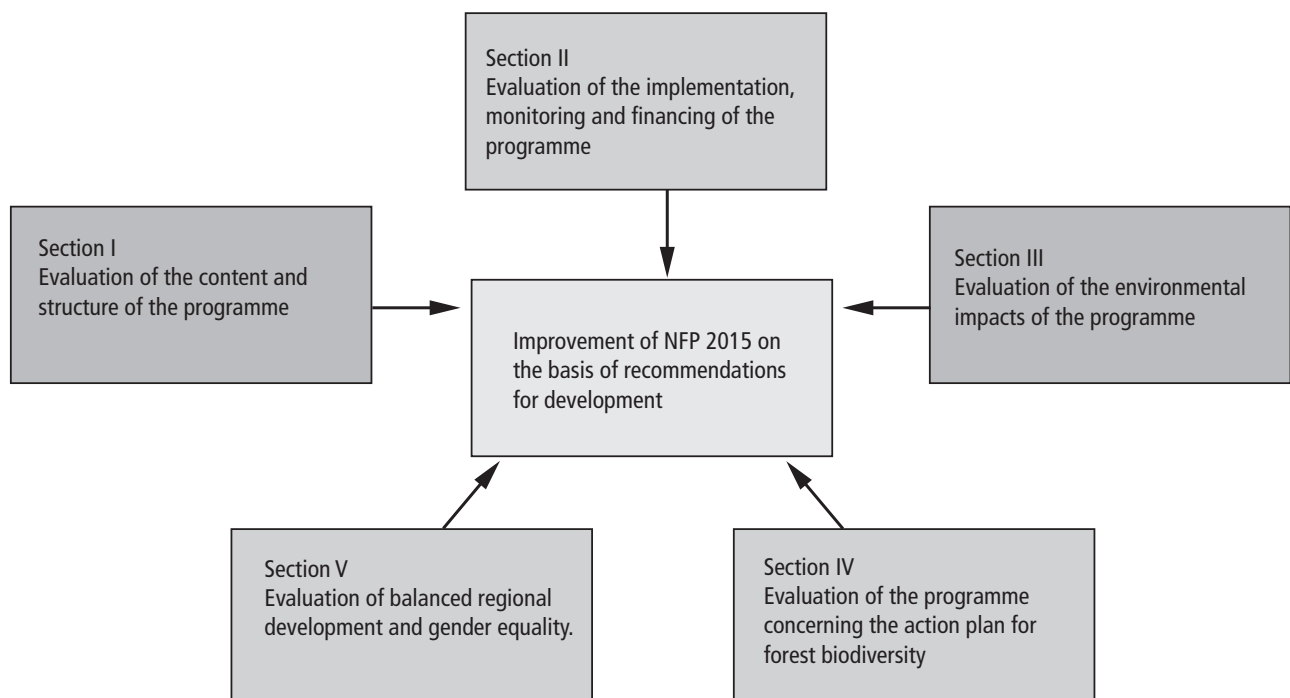 Section II
Evaluation of the implementation,
monitoring and financing of the
programme
Section I
Evaluation of the content and
structure of the programme
Section III
Evaluation of the environmental
impacts of the programme
Improvement of NFP 2015 on
the basis of recommendations
for development
Section V
Evaluation of balanced regional
development and gender equality.
Section IV
Evaluation of the programme
concerning the action plan for
forest biodiversity